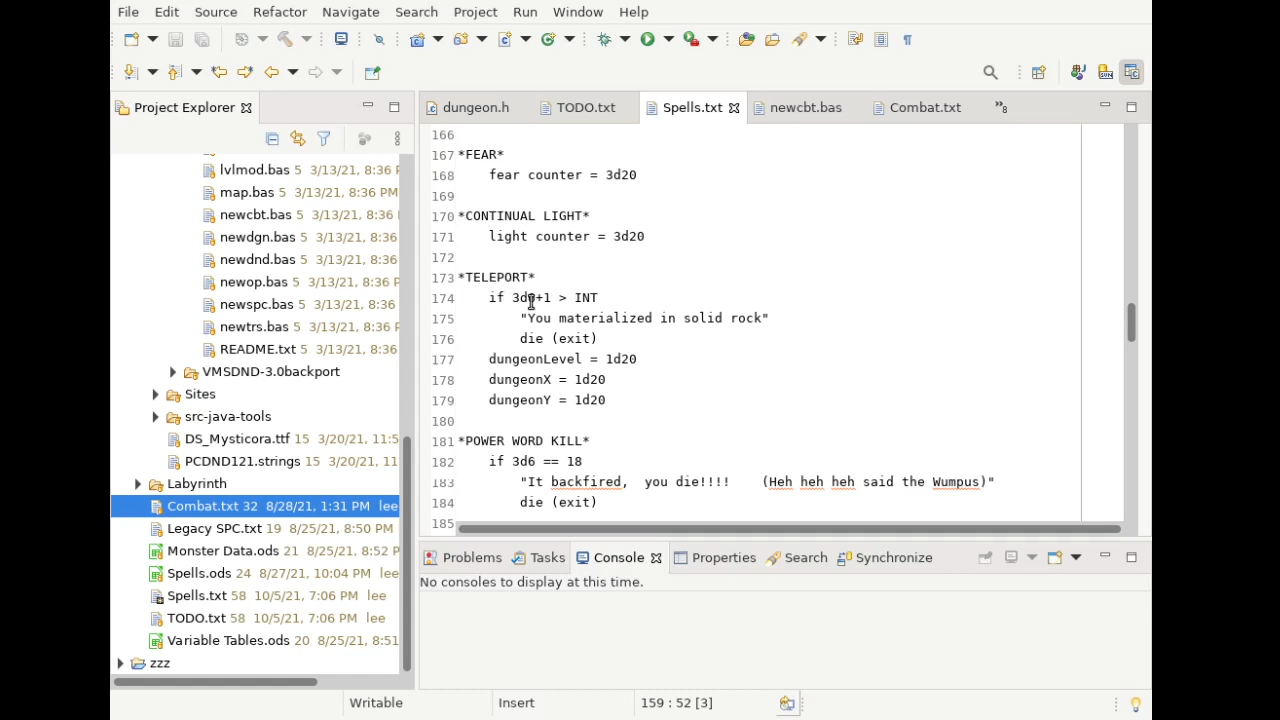 File Edit Source Refactor Navigate Search Project Run Window Help
Project Explorer
dungeon.h TODO.txt Spells.txt newcbt.bas Combat.txt »8
lvlmod.bas 5 3/13/21, 8:36 P
map.bas 5 3/13/21, 8:36 PM
newcbt.bas 5 3/13/21, 8:36
newdgn.bas 5 3/13/21, 8:36
newdnd.bas 5 3/13/21, 8:36
newop.bas 5 3/13/21, 8:36
newspc.bas 5 3/13/21, 8:36
newtrs.bas 5 3/13/21, 8:36
README.txt 5 3/13/21, 8:36
VMSDND-3.0backport
Sites
src-java-tools
DS_Mysticora.ttf 15 3/20/21, 11:5
PCDND121.strings 15 3/20/21, 11
Labyrinth
Combat.txt 32 8/28/21, 1:31 PM lee
Legacy SPC.txt 19 8/25/21, 8:50 PM
Monster Data.ods 21 8/25/21, 8:52 P
Spells.ods 24 8/27/21, 10:04 PM lee
Spells.txt 58 10/5/21, 7:06 PM lee
TODO.txt 58 10/5/21, 7:06 PM lee
Variable Tables.ods 20 8/25/21, 8:51
zzz
166
167 *FEAR*
168 fear counter = 3d20
169
170 *CONTINUAL LIGHT*
171 light counter = 3d20
172
173 *TELEPORT*
174 if 3d6+1 > INT
175 "You materialized in solid rock"
176 die (exit)
177 dungeonLevel = 1d20
178 dungeonX = 1d20
179 dungeonY = 1d20
180
181 *POWER WORD KILL*
182 if 3d6 == 18
183 "It backfired,  you die!!!!    (Heh heh heh said the Wumpus)"
184 die (exit)
185
Problems Tasks Console Properties Search Synchronize
No consoles to display at this time.
Writable Insert 159 : 52 [3]